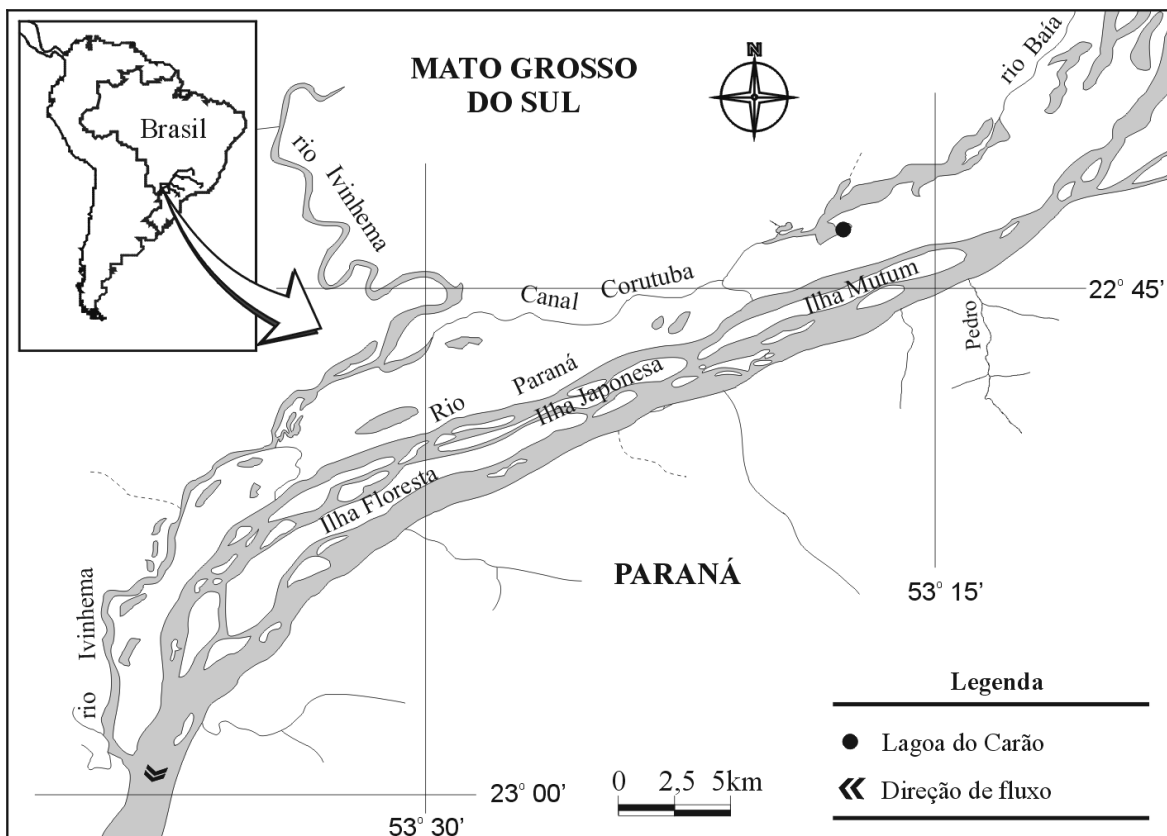 MATO GROSSO
DO SUL
N
rio Baía
Brasil
rio Ivinhema
Canal Corutuba
Ilha Mutum
22° 45'
Pedro
Rio Paraná
Ilha Japonesa
Ilha Floresta
PARANÁ
53° 15'
rio Ivinhema
Legenda
Lagoa do Carão
Direção de fluxo
0 2,5 5km
23° 00'
53° 30'